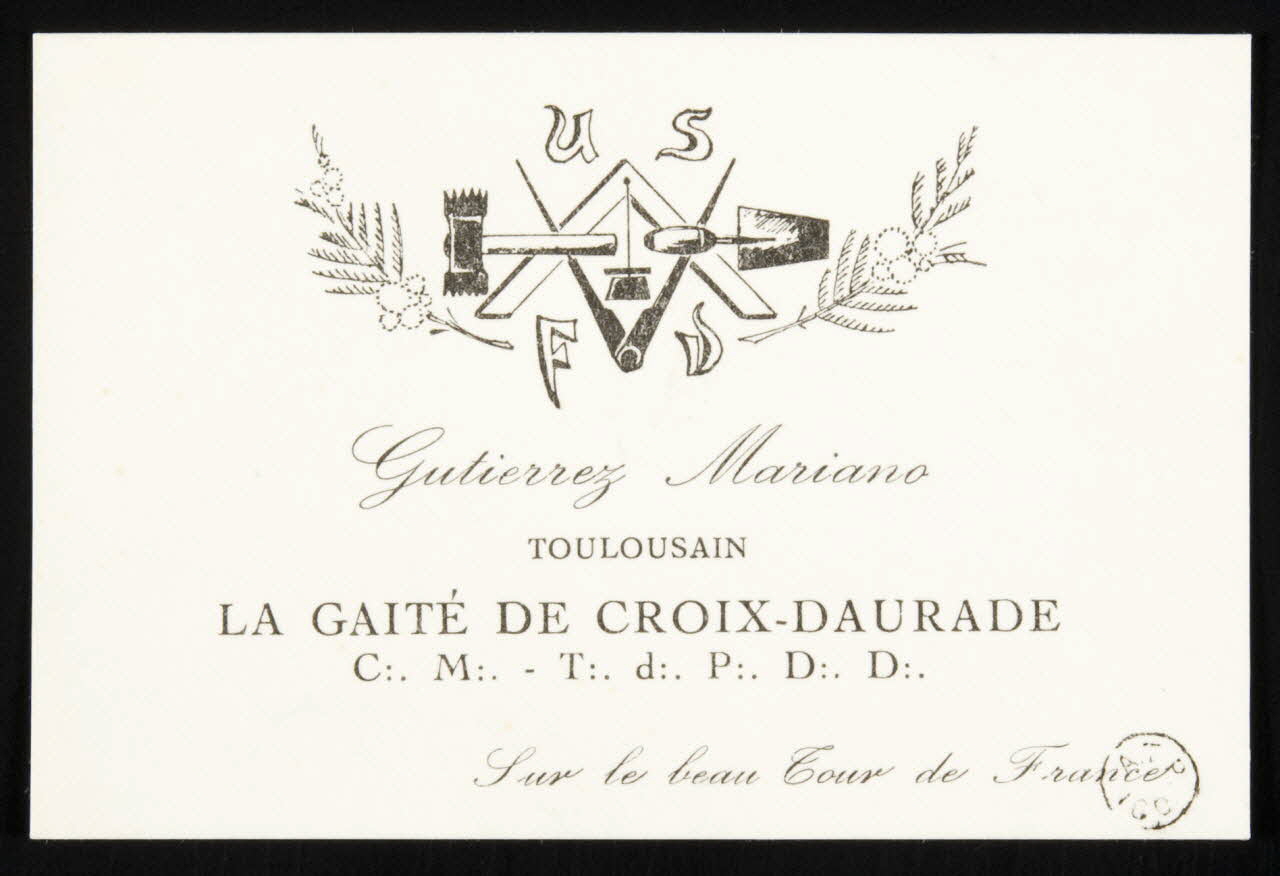 U S
F D
Gutierrez Mariano
TOULOUSAIN
LA GAITÉ DE CROIX-DAURADE
C∴ M∴ - T∴ d∴ P∴ D∴ D∴
Sur le beau Tour de France